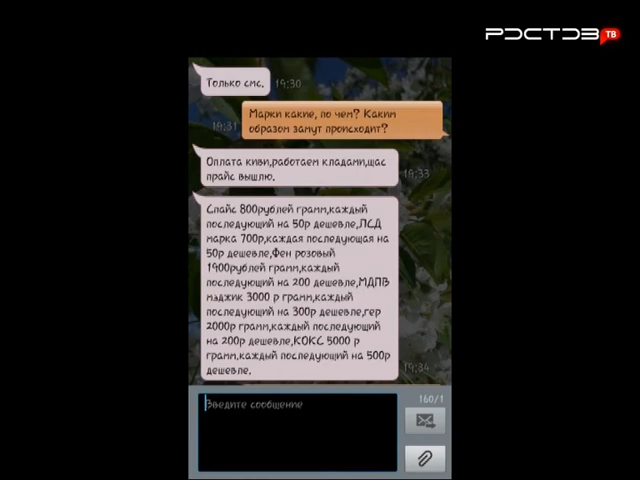 РОСТОВ ТВ
Только смс. 19:30
Марки какие, по чем? Каким
образом замут происходит?
19:31
Оплата киви,работаем кладами,щас
прайс вышлю.
19:33
Спайс 800рублей грамм,каждый
последующий на 50р дешевле,ЛСД
марка 700р,каждая последующая на
50р дешевле,Фен розовый
1900рублей грамм,каждый
последующий на 200 дешевле,МДПВ
мэджик 3000 р грамм,каждый
последующий на 300р дешевле,гер
2000р грамм,каждый последующий
на 200р дешевле,КОКС 5000 р
грамм,каждый последующий на 500р
дешевле.
19:34
Введите сообщение
160/1